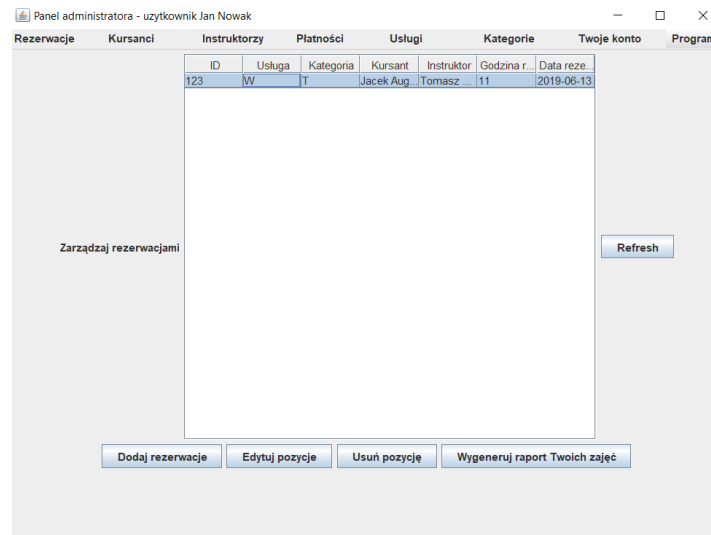 Panel administratora - uzytkownik Jan Nowak
Rezerwacje Kursanci Instruktorzy Płatności Usługi Kategorie Twoje konto Program
ID Usługa Kategoria Kursant Instruktor Godzina r... Data reze...
123 W T Jacek Aug... Tomasz ... 11 2019-06-13
Zarządzaj rezerwacjami
Refresh
Dodaj rezerwacje Edytuj pozycje Usuń pozycję Wygeneruj raport Twoich zajęć